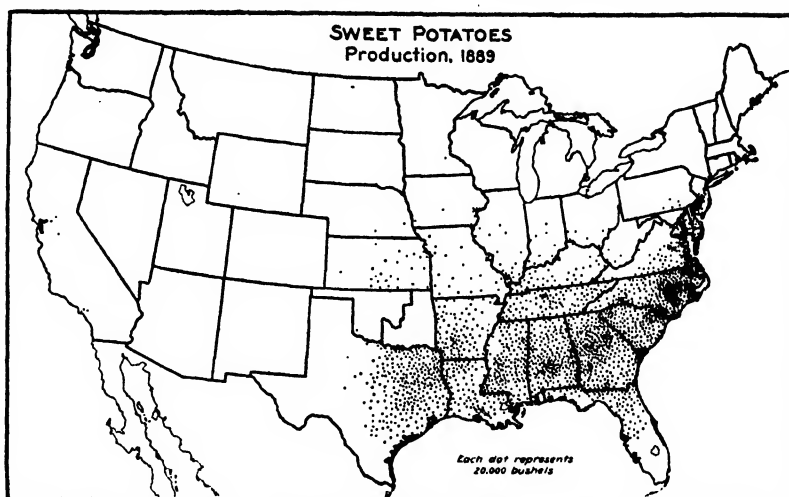 SWEET POTATOES
Production, 1889
Each dot represents
20,000 bushels